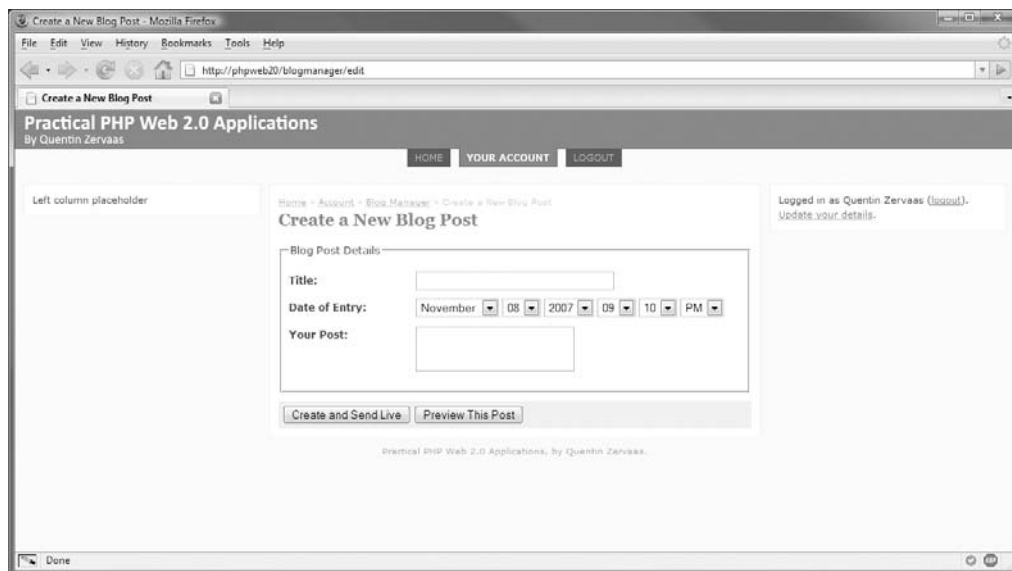 Create a New Blog Post - Mozilla Firefox
File Edit View History Bookmarks Tools Help
http://phpweb20/blogmanager/edit
Create a New Blog Post
Practical PHP Web 2.0 Applications
By Quentin Zervaas
HOME YOUR ACCOUNT LOGOUT
Left column placeholder
Home > Account > Blog Manager > Create a New Blog Post
Create a New Blog Post
Blog Post Details
Title:
Date of Entry: November 08 2007 09 10 PM
Your Post:
Create and Send Live Preview This Post
Logged in as Quentin Zervaas (logout).
Update your details.
Practical PHP Web 2.0 Applications, by Quentin Zervaas.
Done